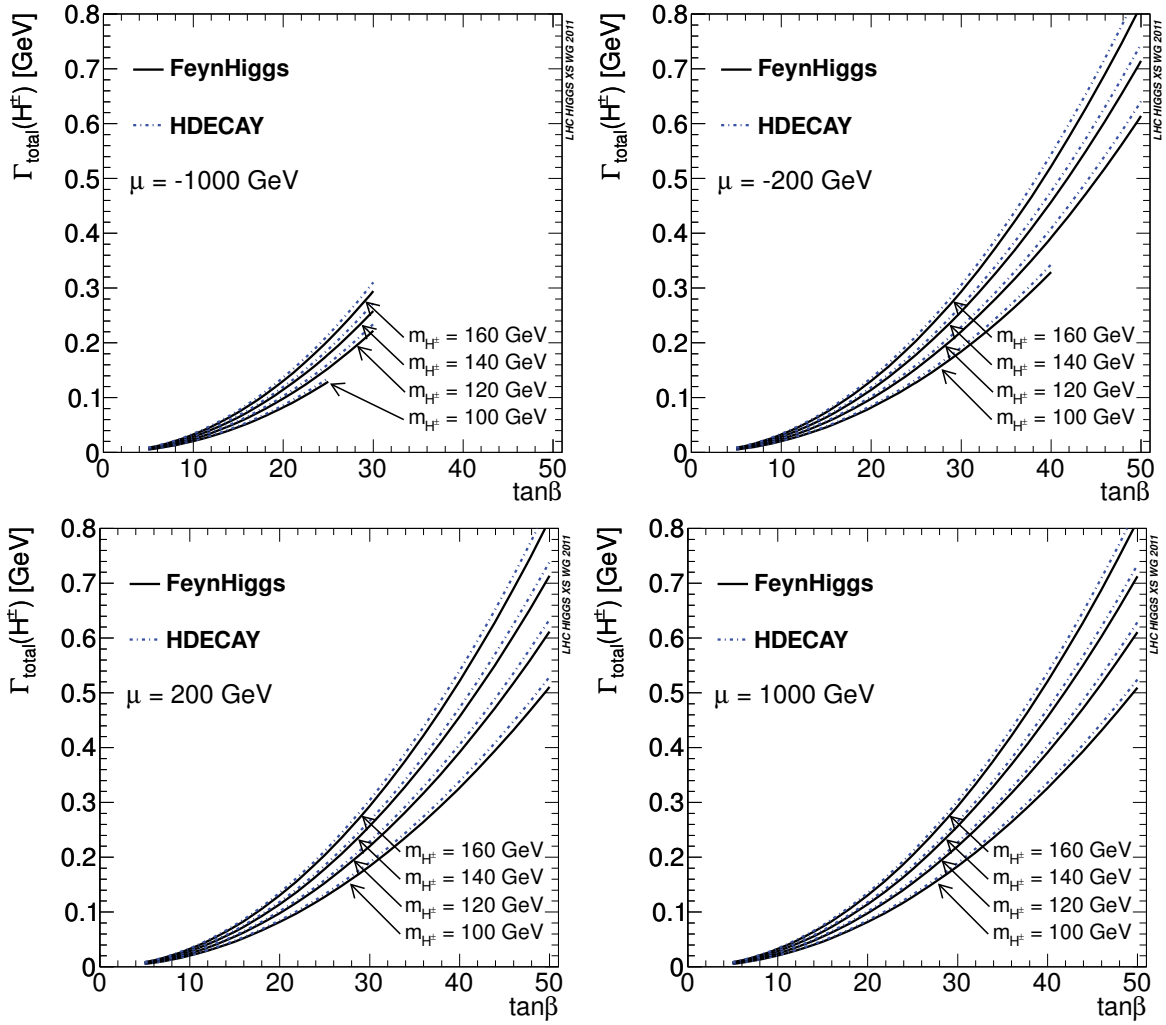 0.8
0.7
0.6
0.5
0.4
0.3
0.2
0.1
0
Γtotal(H±) [GeV]
FeynHiggs
HDECAY
μ = -1000 GeV
mH± = 160 GeV
mH± = 140 GeV
mH± = 120 GeV
mH± = 100 GeV
0 10 20 30 40 50
tanβ
LHC HIGGS XS WG 2011
0.8
0.7
0.6
0.5
0.4
0.3
0.2
0.1
0
Γtotal(H±) [GeV]
FeynHiggs
HDECAY
μ = -200 GeV
mH± = 160 GeV
mH± = 140 GeV
mH± = 120 GeV
mH± = 100 GeV
0 10 20 30 40 50
tanβ
LHC HIGGS XS WG 2011
0.8
0.7
0.6
0.5
0.4
0.3
0.2
0.1
0
Γtotal(H±) [GeV]
FeynHiggs
HDECAY
μ = 200 GeV
mH± = 160 GeV
mH± = 140 GeV
mH± = 120 GeV
mH± = 100 GeV
0 10 20 30 40 50
tanβ
LHC HIGGS XS WG 2011
0.8
0.7
0.6
0.5
0.4
0.3
0.2
0.1
0
Γtotal(H±) [GeV]
FeynHiggs
HDECAY
μ = 1000 GeV
mH± = 160 GeV
mH± = 140 GeV
mH± = 120 GeV
mH± = 100 GeV
0 10 20 30 40 50
tanβ
LHC HIGGS XS WG 2011